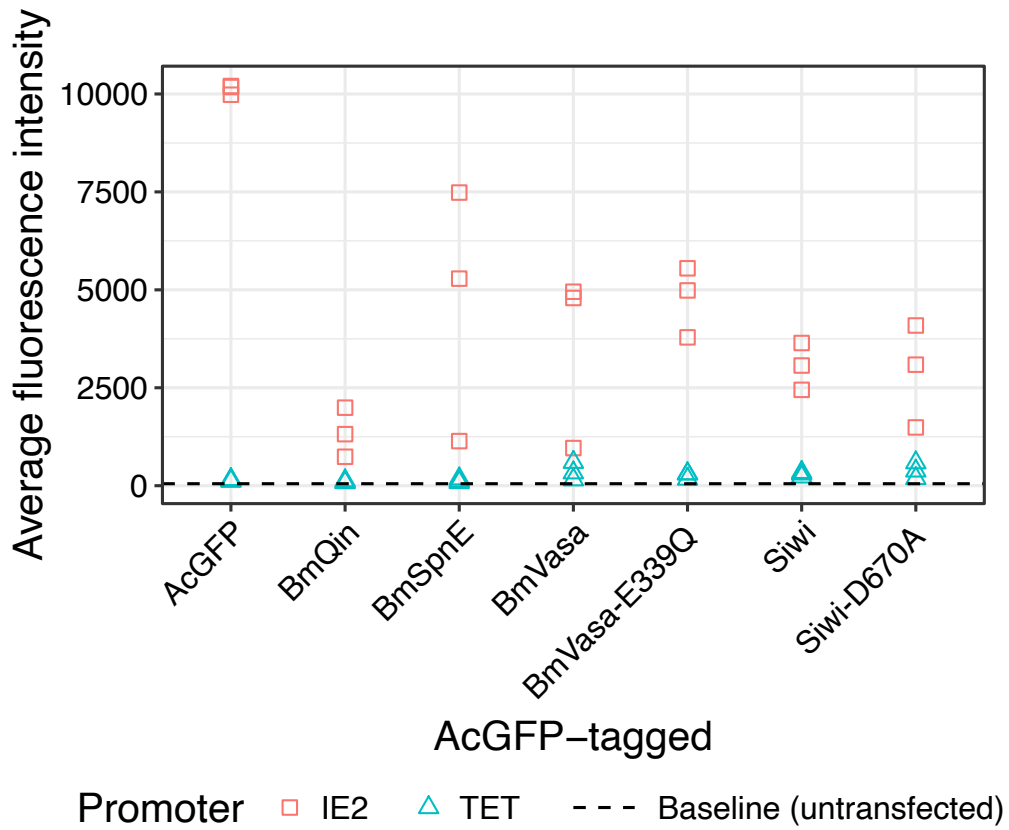 Average fluorescence intensity
10000
7500
5000
2500
0
AcGFP
BmQin
BmSpnE
BmVasa
BmVasa-E339Q
Siwi
Siwi-D670A
AcGFP−tagged
Promoter IE2 TET Baseline (untransfected)